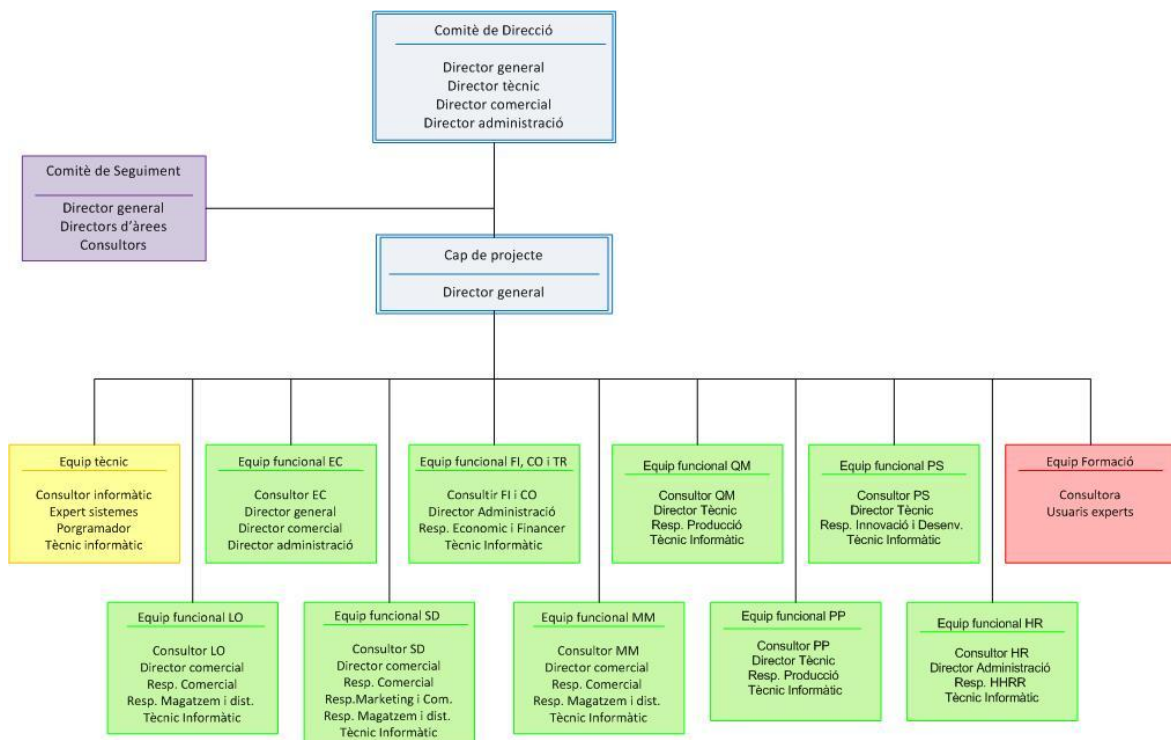 Comitè de Direcció
Director general
Director tècnic
Director comercial
Director administració
Comitè de Seguiment
Director general
Directors d'àrees
Consultors
Cap de projecte
Director general
Equip tècnic
Consultor informàtic
Expert sistemes
Porgramador
Tècnic informàtic
Equip funcional EC
Consultor EC
Director general
Director comercial
Director administració
Equip funcional FI, CO i TR
Consultir FI i CO
Director Administració
Resp. Economic i Financer
Tècnic Informàtic
Equip funcional QM
Consultor QM
Director Tècnic
Resp. Producció
Tècnic Informàtic
Equip funcional PS
Consultor PS
Director Tècnic
Resp. Innovació i Desenv.
Tècnic Informàtic
Equip Formació
Consultora
Usuaris experts
Equip funcional LO
Consultor LO
Director comercial
Resp. Comercial
Resp. Magatzem i dist.
Tècnic Informàtic
Equip funcional SD
Consultor SD
Director comercial
Resp. Comercial
Resp.Marketing i Com.
Resp. Magatzem i dist.
Tècnic Informàtic
Equip funcional MM
Consultor MM
Director comercial
Resp. Comercial
Resp. Magatzem i dist.
Tècnic Informàtic
Equip funcional PP
Consultor PP
Director Tècnic
Resp. Producció
Tècnic Informàtic
Equip funcional HR
Consultor HR
Director Administració
Resp. HHRR
Tècnic Informàtic